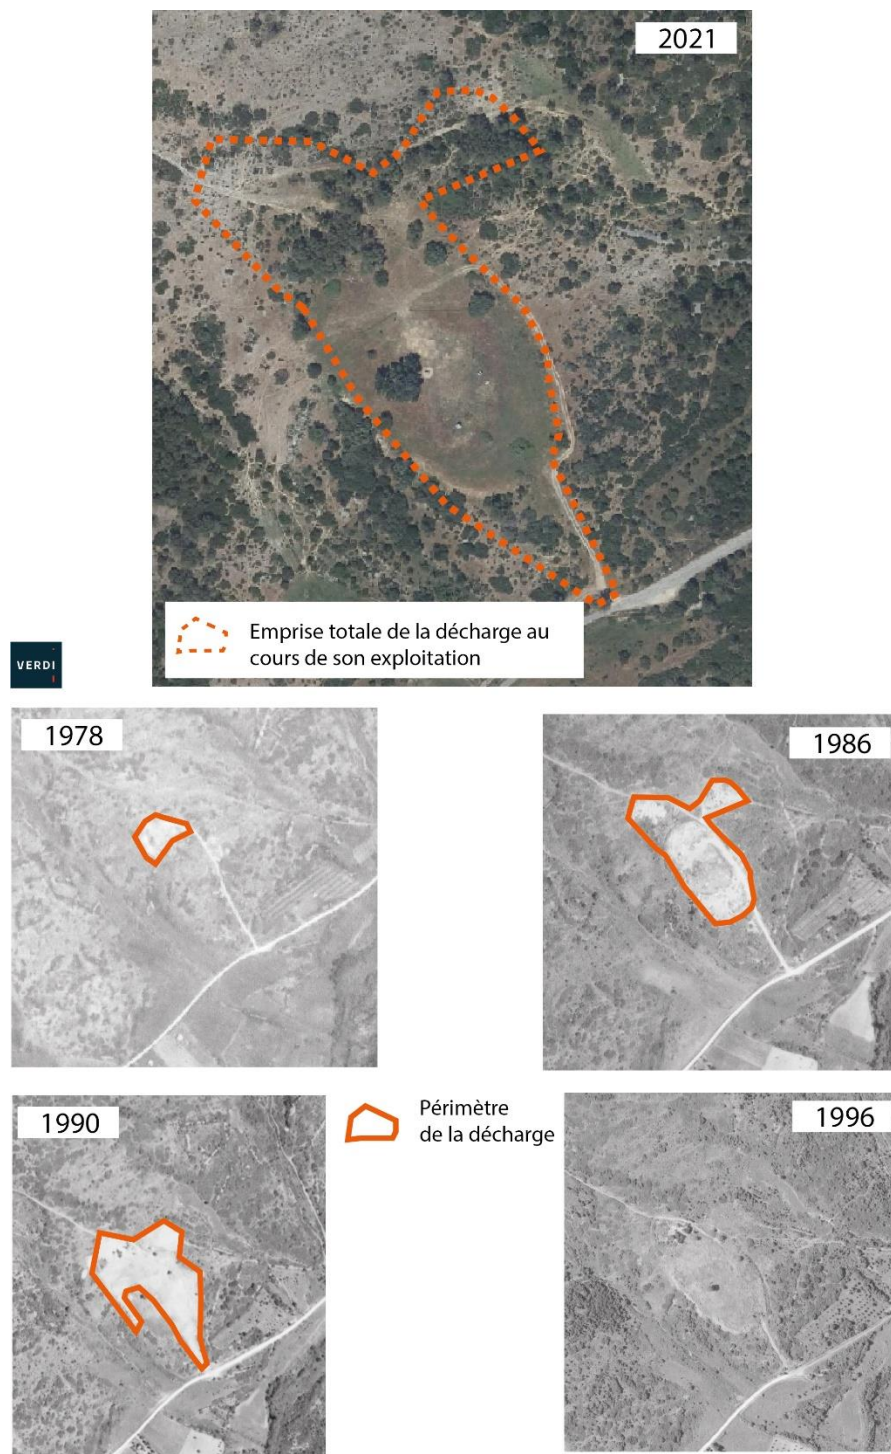 2021
Emprise totale de la décharge au
cours de son exploitation
VERDI
1978
1986
1990
Périmètre
de la décharge
1996